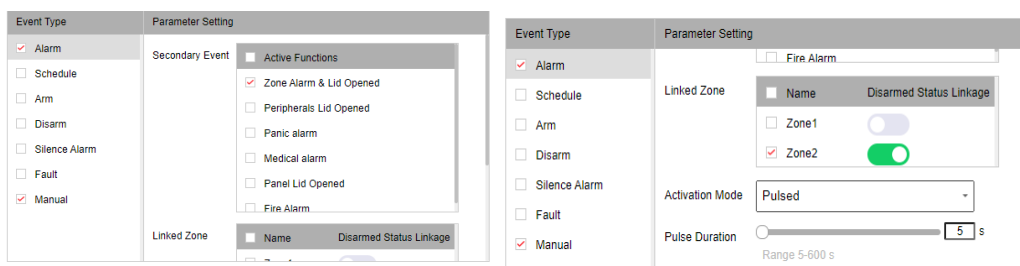 Event Type Parameter Setting
Alarm
Schedule
Arm
Disarm
Silence Alarm
Fault
Manual
Secondary Event Active Functions
Zone Alarm & Lid Opened
Peripherals Lid Opened
Panic alarm
Medical alarm
Panel Lid Opened
Fire Alarm
Linked Zone Name Disarmed Status Linkage
Event Type Parameter Setting
Alarm
Schedule
Arm
Disarm
Silence Alarm
Fault
Manual
Fire Alarm
Linked Zone Name Disarmed Status Linkage
Zone1
Zone2
Activation Mode Pulsed
Pulse Duration 5 s
Range 5-600 s